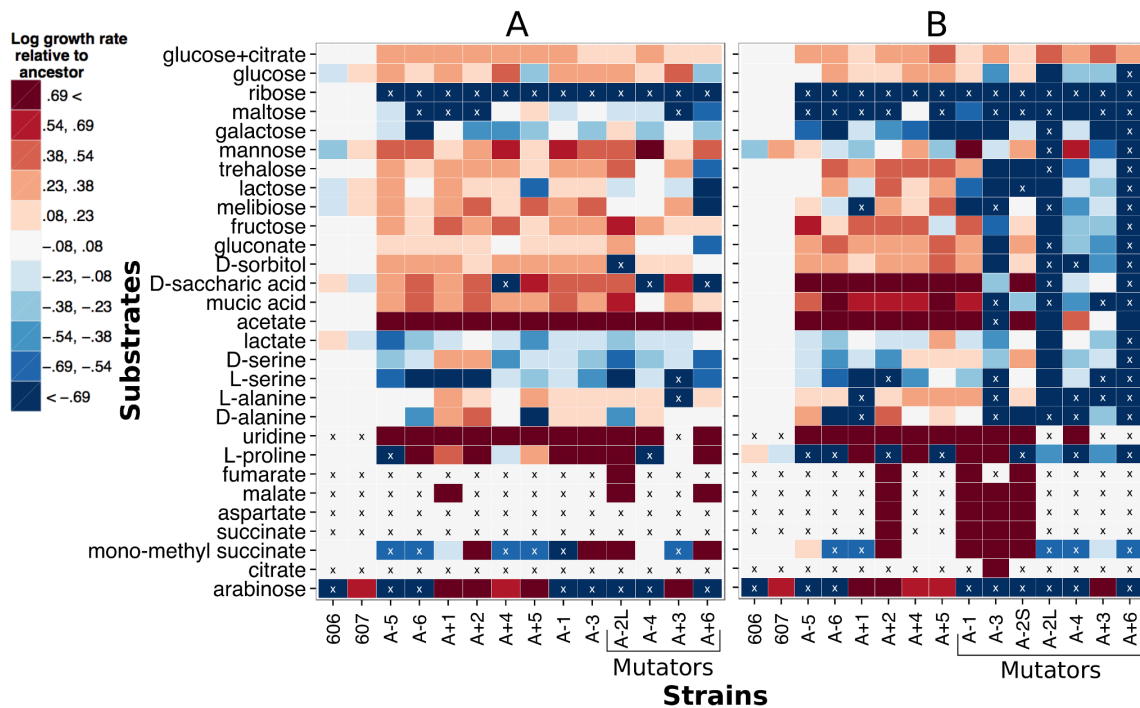 A
B
Log growth rate
relative to
ancestor
.69 <
.54, .69
.38, .54
.23, .38
.08, .23
−.08, .08
−.23, −.08
−.38, −.23
−.54, −.38
−.69, −.54
< −.69
Substrates
glucose+citrate
glucose
ribose
maltose
galactose
mannose
trehalose
lactose
melibiose
fructose
gluconate
D-sorbitol
D-saccharic acid
mucic acid
acetate
lactate
D-serine
L-serine
L-alanine
D-alanine
uridine
L-proline
fumarate
malate
aspartate
succinate
mono-methyl succinate
citrate
arabinose
606 607 A-5 A-6 A+1 A+2 A+4 A+5 A-1 A-3 A-2L A-4 A+3 A+6
606 607 A-5 A-6 A+1 A+2 A+4 A+5 A-1 A-3 A-2S A-2L A-4 A+3 A+6
Mutators
Mutators
Strains